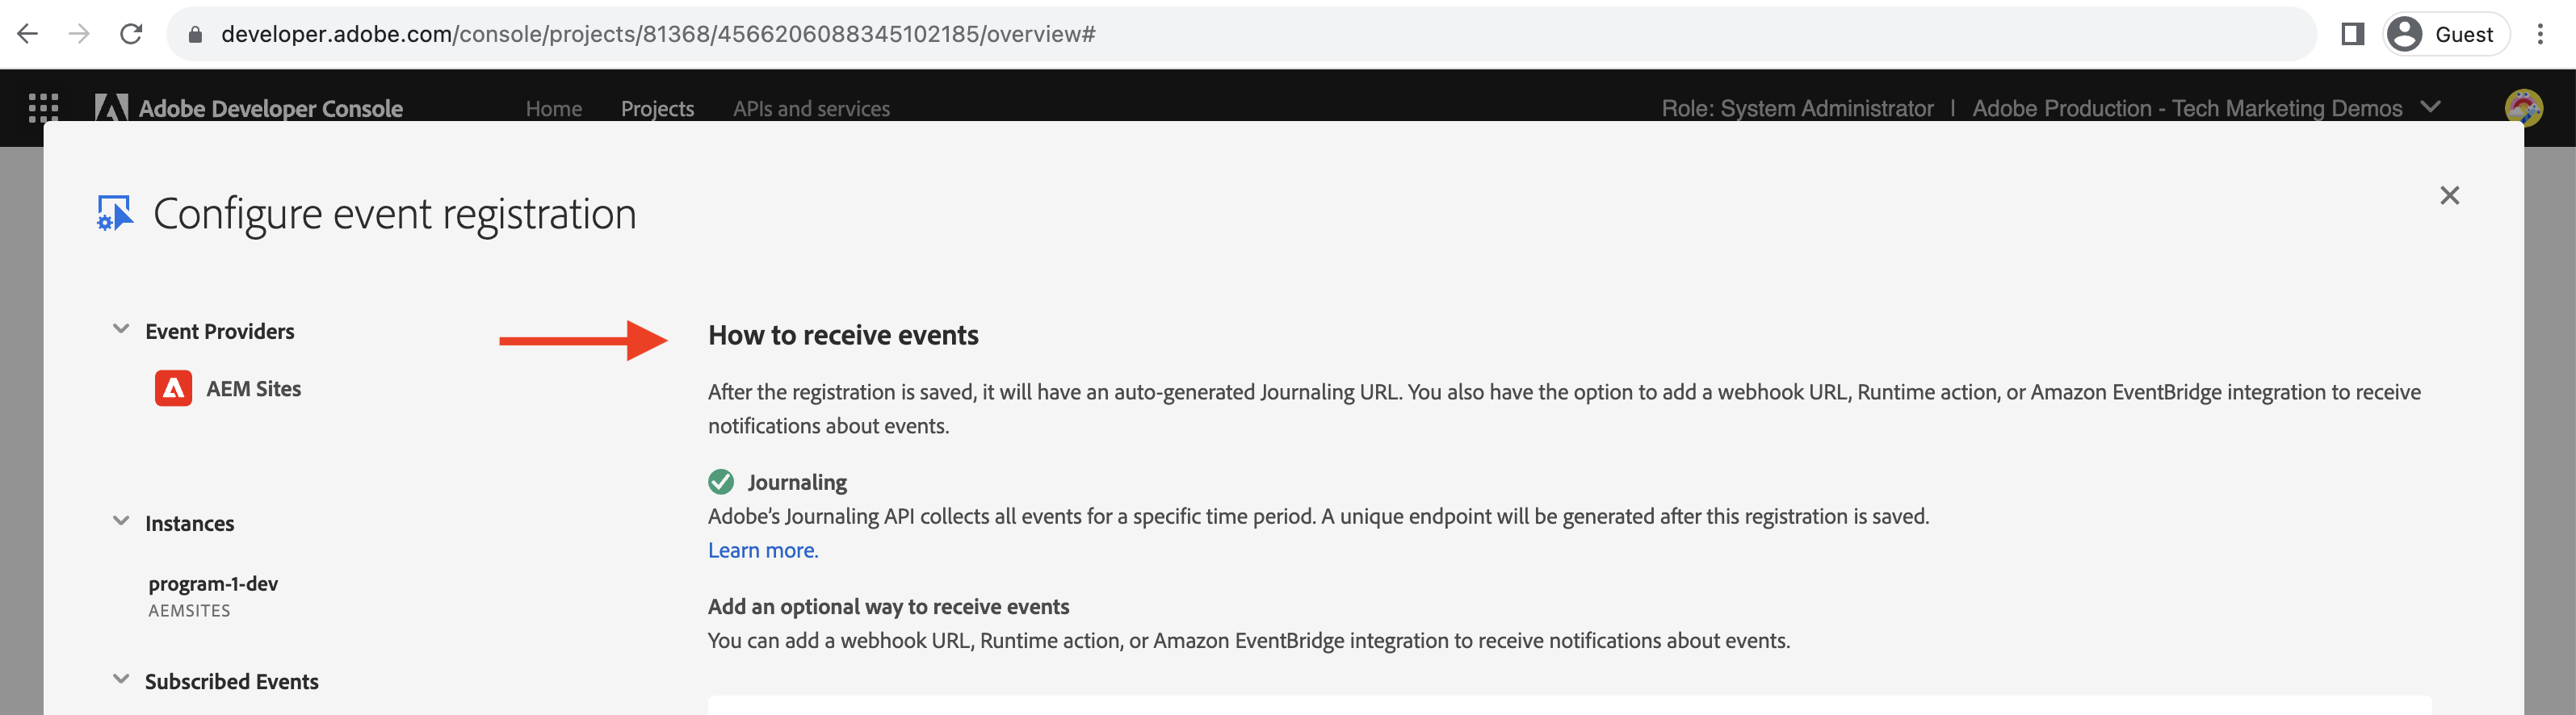 developer.adobe.com/console/projects/81368/4566206088345102185/overview#
Guest
Adobe Developer Console
Home
Projects
APIs and services
Role: System Administrator | Adobe Production - Tech Marketing Demos
Configure event registration
Event Providers
AEM Sites
Instances
program-1-dev
AEMSITES
Subscribed Events
How to receive events
After the registration is saved, it will have an auto-generated Journaling URL. You also have the option to add a webhook URL, Runtime action, or Amazon EventBridge integration to receive
notifications about events.
Journaling
Adobe's Journaling API collects all events for a specific time period. A unique endpoint will be generated after this registration is saved.
Learn more.
Add an optional way to receive events
You can add a webhook URL, Runtime action, or Amazon EventBridge integration to receive notifications about events.